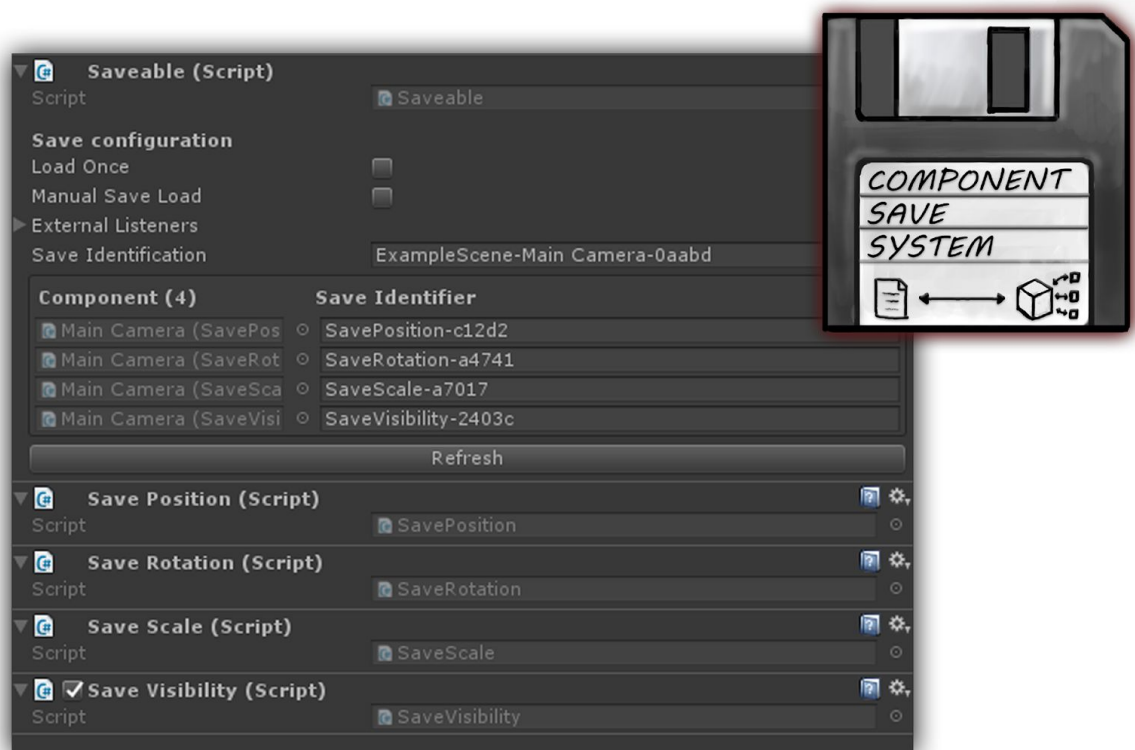 Saveable (Script)
Script Saveable
Save configuration
Load Once
Manual Save Load
External Listeners
Save Identification ExampleScene-Main Camera-0aabd
Component (4) Save Identifier
Main Camera (SavePos SavePosition-c12d2
Main Camera (SaveRot SaveRotation-a4741
Main Camera (SaveSca SaveScale-a7017
Main Camera (SaveVisi SaveVisibility-2403c
Refresh
Save Position (Script)
Script SavePosition
Save Rotation (Script)
Script SaveRotation
Save Scale (Script)
Script SaveScale
Save Visibility (Script)
Script SaveVisibility
COMPONENT
SAVE
SYSTEM